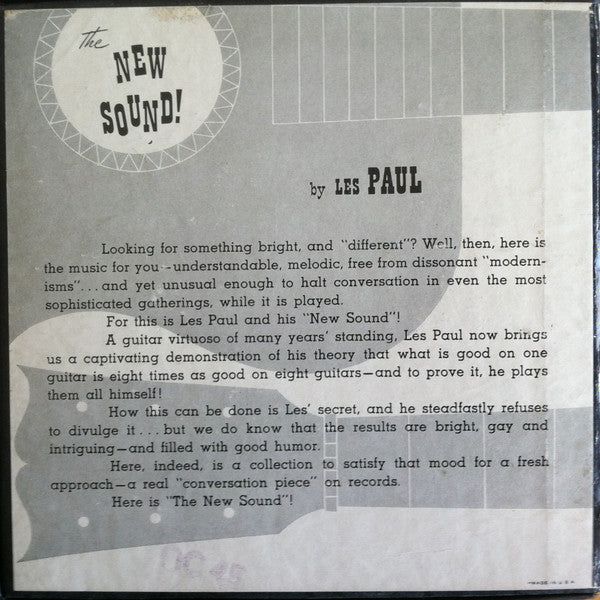 The
NEW
SOUND!
by LES PAUL
Looking for something bright, and "different"? Well, then, here is
the music for you--understandable, melodic, free from dissonant "modern-
isms"...and yet unusual enough to halt conversation in even the most
sophisticated gatherings, while it is played.
For this is Les Paul and his "New Sound"!
A guitar virtuoso of many years' standing, Les Paul now brings
us a captivating demonstration of his theory that what is good on one
guitar is eight times as good on eight guitars—and to prove it, he plays
them all himself!
How this can be done is Les' secret, and he steadfastly refuses
to divulge it...but we do know that the results are bright, gay and
intriguing—and filled with good humor.
Here, indeed, is a collection to satisfy that mood for a fresh
approach—a real "conversation piece" on records.
Here is "The New Sound"!
MADE IN U.S.A.